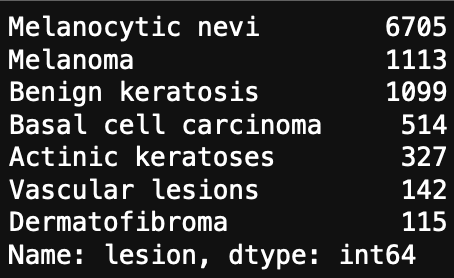 Melanocytic nevi 6705
Melanoma 1113
Benign keratosis 1099
Basal cell carcinoma 514
Actinic keratoses 327
Vascular lesions 142
Dermatofibroma 115
Name: lesion, dtype: int64